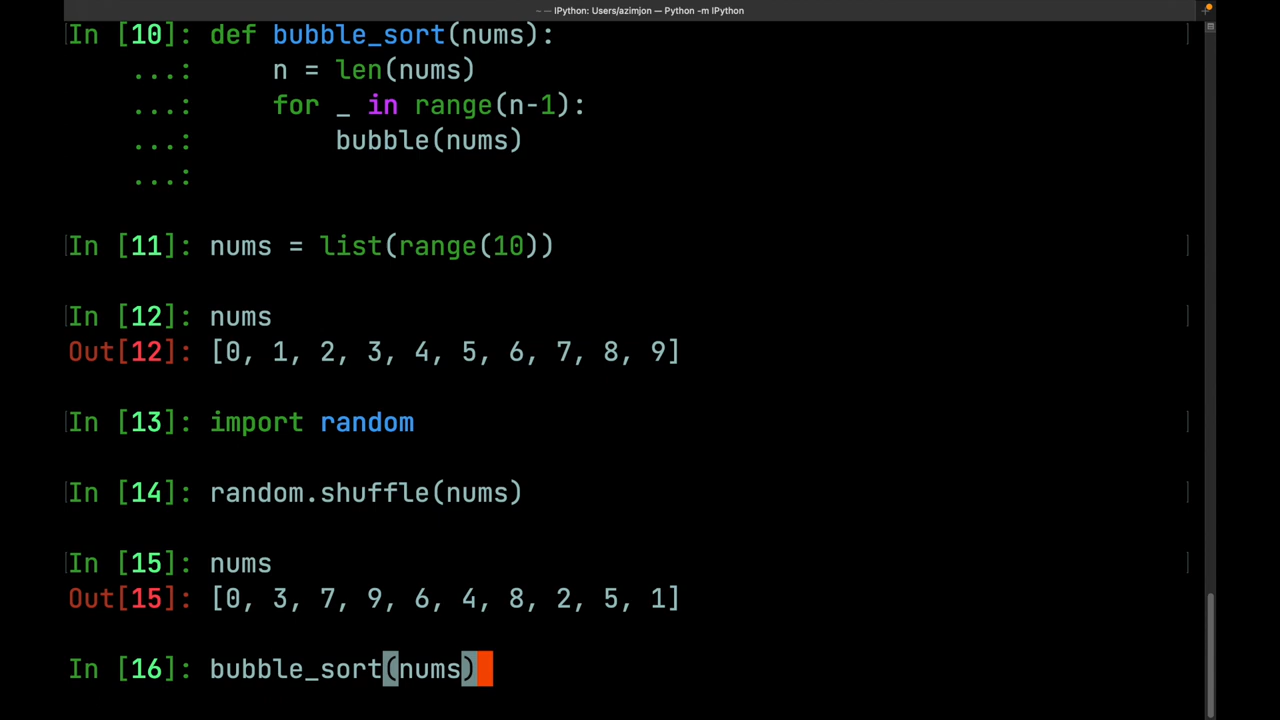 ~ — IPython: Users/azimjon — Python -m IPython
In [10]: def bubble_sort(nums):
...:     n = len(nums)
...:     for _ in range(n-1):
...:         bubble(nums)
...:
In [11]: nums = list(range(10))
In [12]: nums
Out[12]: [0, 1, 2, 3, 4, 5, 6, 7, 8, 9]
In [13]: import random
In [14]: random.shuffle(nums)
In [15]: nums
Out[15]: [0, 3, 7, 9, 6, 4, 8, 2, 5, 1]
In [16]: bubble_sort(nums)